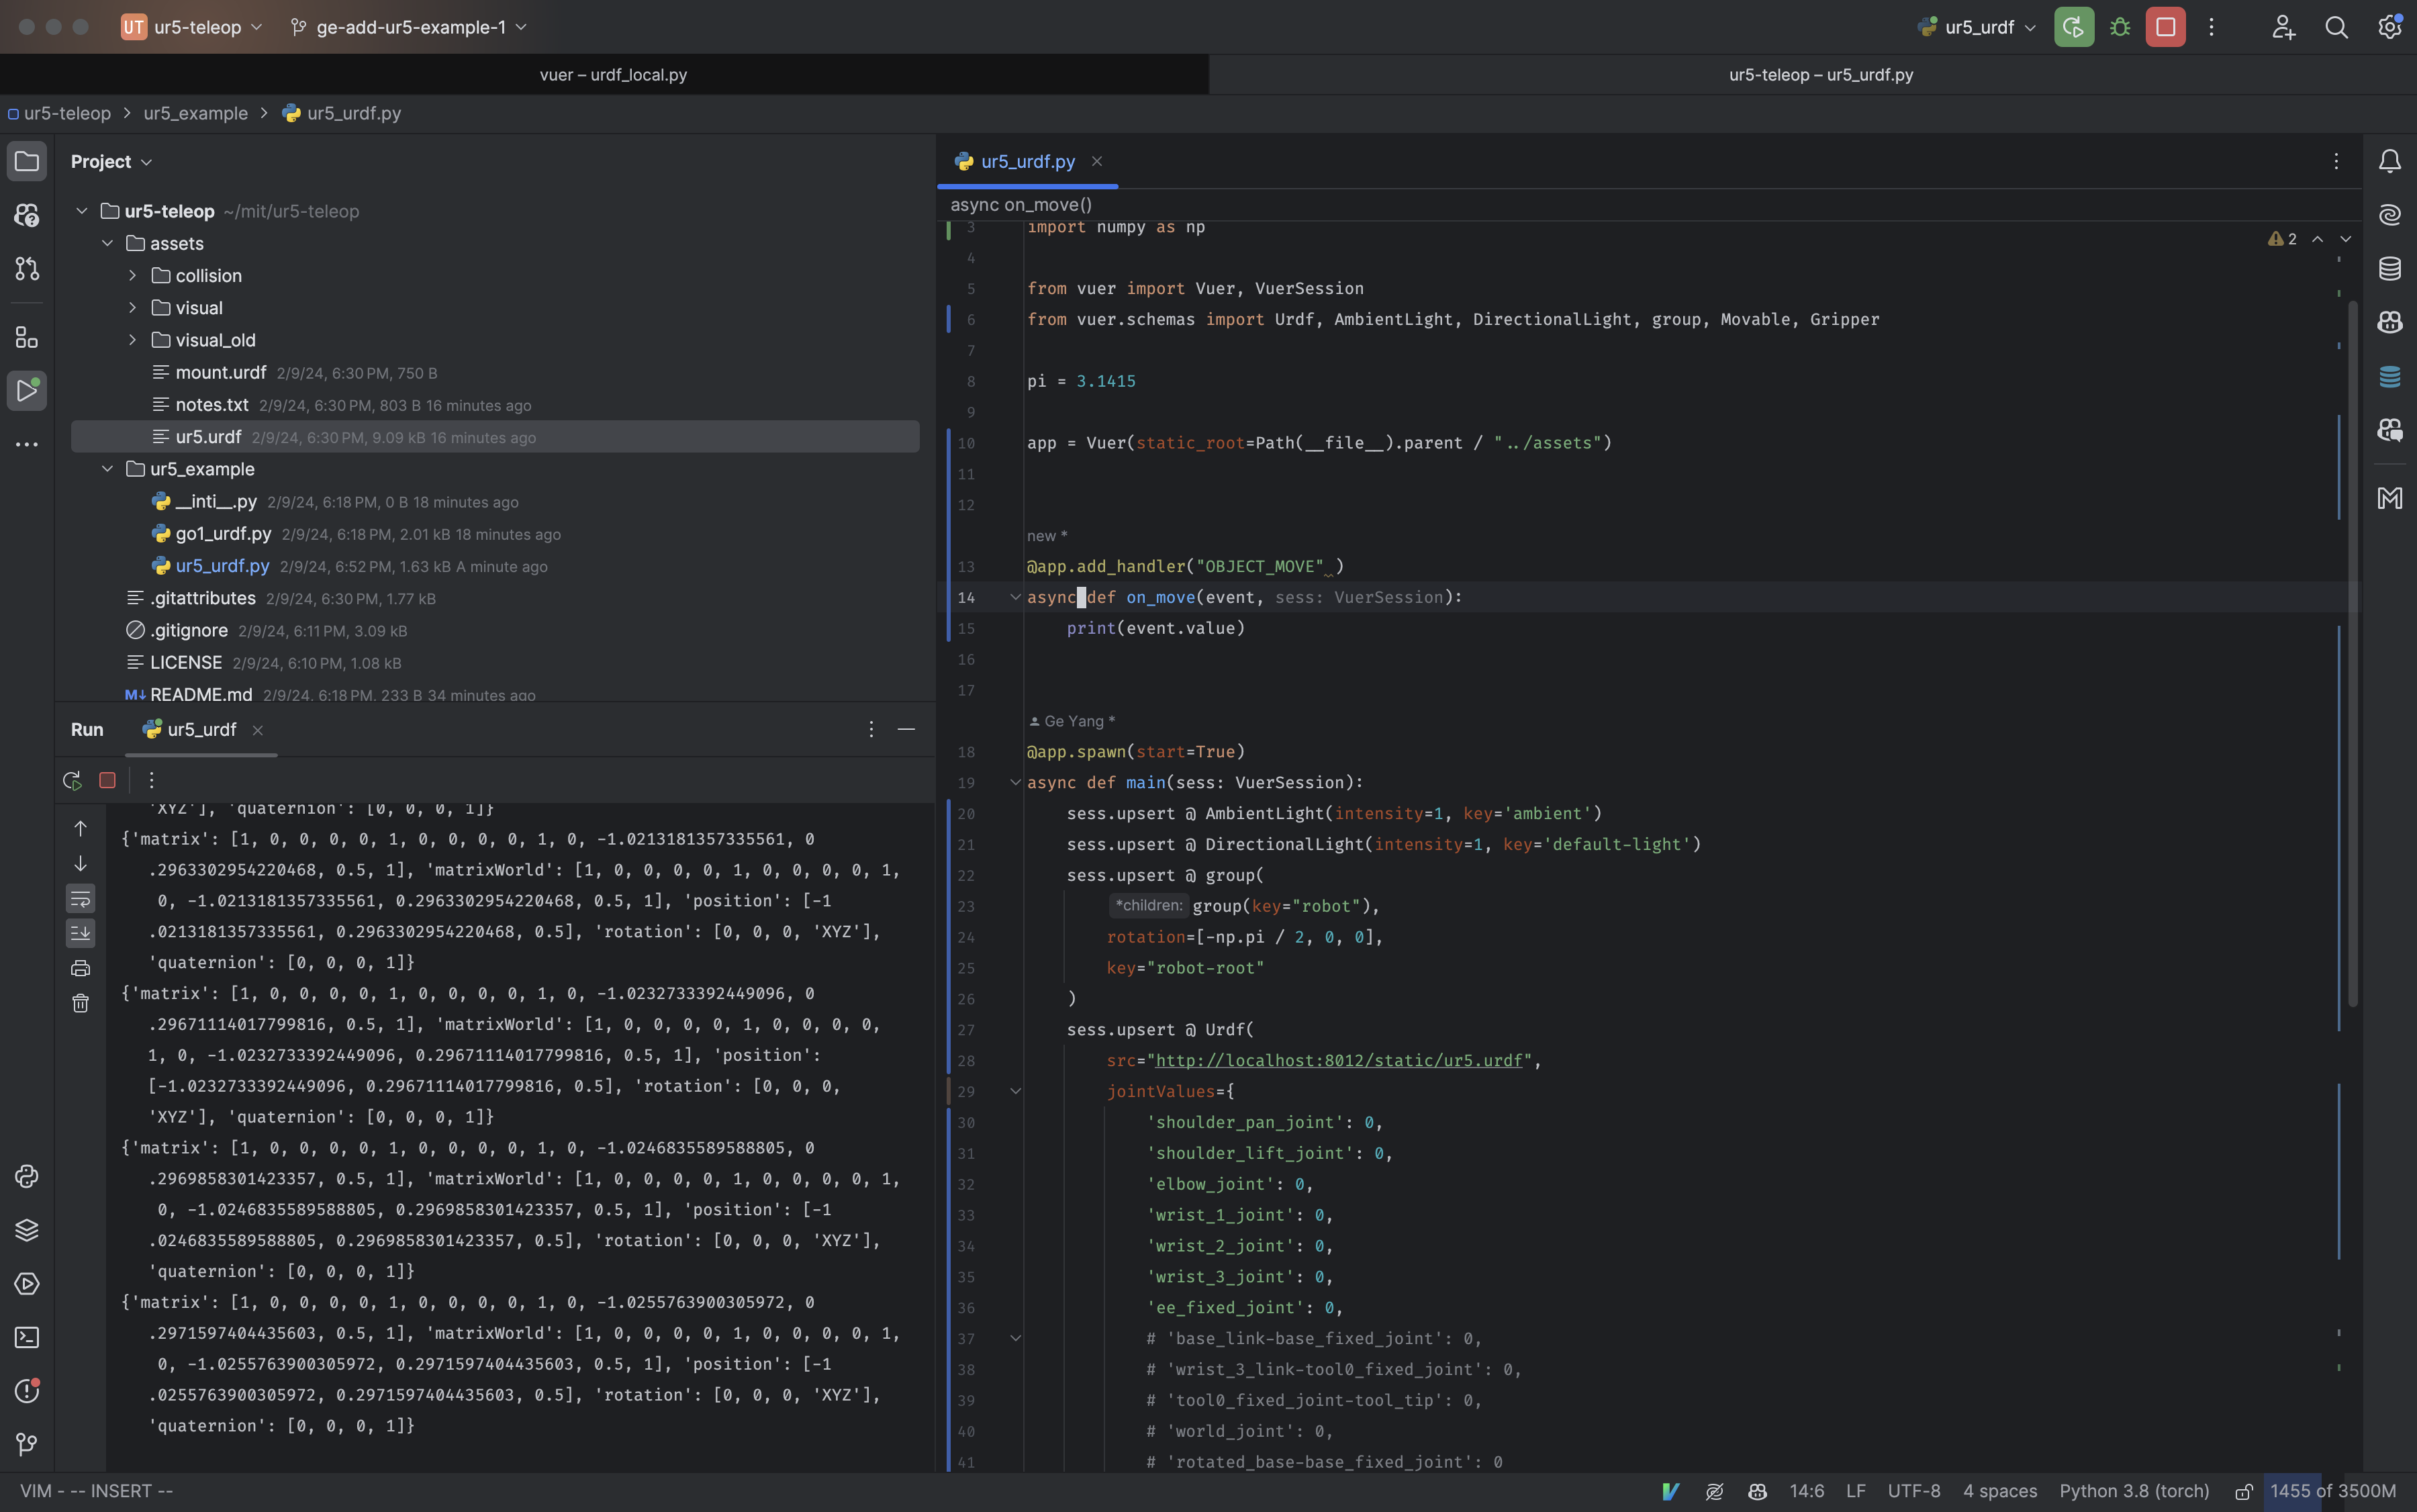 UT ur5-teleop ge-add-ur5-example-1 ur5_urdf
vuer – urdf_local.py ur5-teleop – ur5_urdf.py
ur5-teleop > ur5_example > ur5_urdf.py
Project
ur5-teleop ~/mit/ur5-teleop
assets
collision
visual
visual_old
mount.urdf 2/9/24, 6:30 PM, 750 B
notes.txt 2/9/24, 6:30 PM, 803 B 16 minutes ago
ur5.urdf 2/9/24, 6:30 PM, 9.09 kB 16 minutes ago
ur5_example
__inti__.py 2/9/24, 6:18 PM, 0 B 18 minutes ago
go1_urdf.py 2/9/24, 6:18 PM, 2.01 kB 18 minutes ago
ur5_urdf.py 2/9/24, 6:52 PM, 1.63 kB A minute ago
.gitattributes 2/9/24, 6:30 PM, 1.77 kB
.gitignore 2/9/24, 6:11 PM, 3.09 kB
LICENSE 2/9/24, 6:10 PM, 1.08 kB
M↓ README.md 2/9/24, 6:18 PM, 233 B 34 minutes ago
Run ur5_urdf
'XYZ'], 'quaternion': [0, 0, 0, 1]}
{'matrix': [1, 0, 0, 0, 0, 1, 0, 0, 0, 0, 1, 0, -1.0213181357335561, 0
.2963302954220468, 0.5, 1], 'matrixWorld': [1, 0, 0, 0, 0, 1, 0, 0, 0, 0, 1,
0, -1.0213181357335561, 0.2963302954220468, 0.5, 1], 'position': [-1
.0213181357335561, 0.2963302954220468, 0.5], 'rotation': [0, 0, 0, 'XYZ'],
'quaternion': [0, 0, 0, 1]}
{'matrix': [1, 0, 0, 0, 0, 1, 0, 0, 0, 0, 1, 0, -1.0232733392449096, 0
.29671114017799816, 0.5, 1], 'matrixWorld': [1, 0, 0, 0, 0, 1, 0, 0, 0, 0,
1, 0, -1.0232733392449096, 0.29671114017799816, 0.5, 1], 'position':
[-1.0232733392449096, 0.29671114017799816, 0.5], 'rotation': [0, 0, 0,
'XYZ'], 'quaternion': [0, 0, 0, 1]}
{'matrix': [1, 0, 0, 0, 0, 1, 0, 0, 0, 0, 1, 0, -1.0246835589588805, 0
.2969858301423357, 0.5, 1], 'matrixWorld': [1, 0, 0, 0, 0, 1, 0, 0, 0, 0, 1,
0, -1.0246835589588805, 0.2969858301423357, 0.5, 1], 'position': [-1
.0246835589588805, 0.2969858301423357, 0.5], 'rotation': [0, 0, 0, 'XYZ'],
'quaternion': [0, 0, 0, 1]}
{'matrix': [1, 0, 0, 0, 0, 1, 0, 0, 0, 0, 1, 0, -1.0255763900305972, 0
.2971597404435603, 0.5, 1], 'matrixWorld': [1, 0, 0, 0, 0, 1, 0, 0, 0, 0, 1,
0, -1.0255763900305972, 0.2971597404435603, 0.5, 1], 'position': [-1
.0255763900305972, 0.2971597404435603, 0.5], 'rotation': [0, 0, 0, 'XYZ'],
'quaternion': [0, 0, 0, 1]}
ur5_urdf.py
async on_move()
2
3 import numpy as np
4
5 from vuer import Vuer, VuerSession
6 from vuer.schemas import Urdf, AmbientLight, DirectionalLight, group, Movable, Gripper
7
8 pi = 3.1415
9
10 app = Vuer(static_root=Path(__file__).parent / "../assets")
11
12
new *
13 @app.add_handler("OBJECT_MOVE" )
14 async def on_move(event, sess: VuerSession):
15 print(event.value)
16
17
Ge Yang *
18 @app.spawn(start=True)
19 async def main(sess: VuerSession):
20 sess.upsert @ AmbientLight(intensity=1, key='ambient')
21 sess.upsert @ DirectionalLight(intensity=1, key='default-light')
22 sess.upsert @ group(
23 *children: group(key="robot"),
24 rotation=[-np.pi / 2, 0, 0],
25 key="robot-root"
26 )
27 sess.upsert @ Urdf(
28 src="http://localhost:8012/static/ur5.urdf",
29 jointValues={
30 'shoulder_pan_joint': 0,
31 'shoulder_lift_joint': 0,
32 'elbow_joint': 0,
33 'wrist_1_joint': 0,
34 'wrist_2_joint': 0,
35 'wrist_3_joint': 0,
36 'ee_fixed_joint': 0,
37 # 'base_link-base_fixed_joint': 0,
38 # 'wrist_3_link-tool0_fixed_joint': 0,
39 # 'tool0_fixed_joint-tool_tip': 0,
40 # 'world_joint': 0,
41 # 'rotated_base-base_fixed_joint': 0
VIM - -- INSERT -- 14:6 LF UTF-8 4 spaces Python 3.8 (torch) 1455 of 3500M